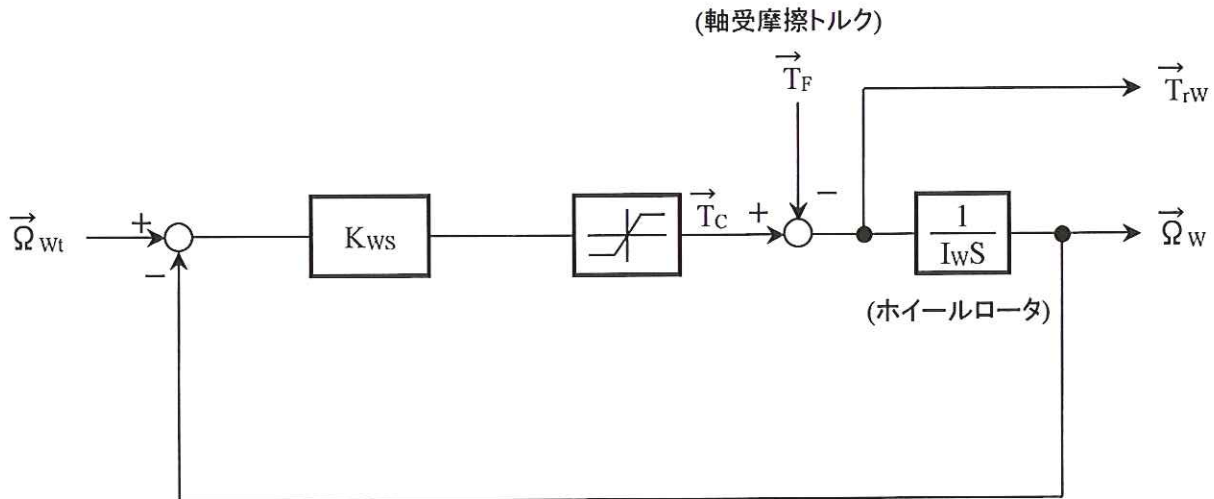 (軸受摩擦トルク)
→
T_F
→
T_rW
−
→
Ω_Wt
+
−
K_WS
→
T_C
+
1
I_WS
→
Ω_W
(ホイールロータ)